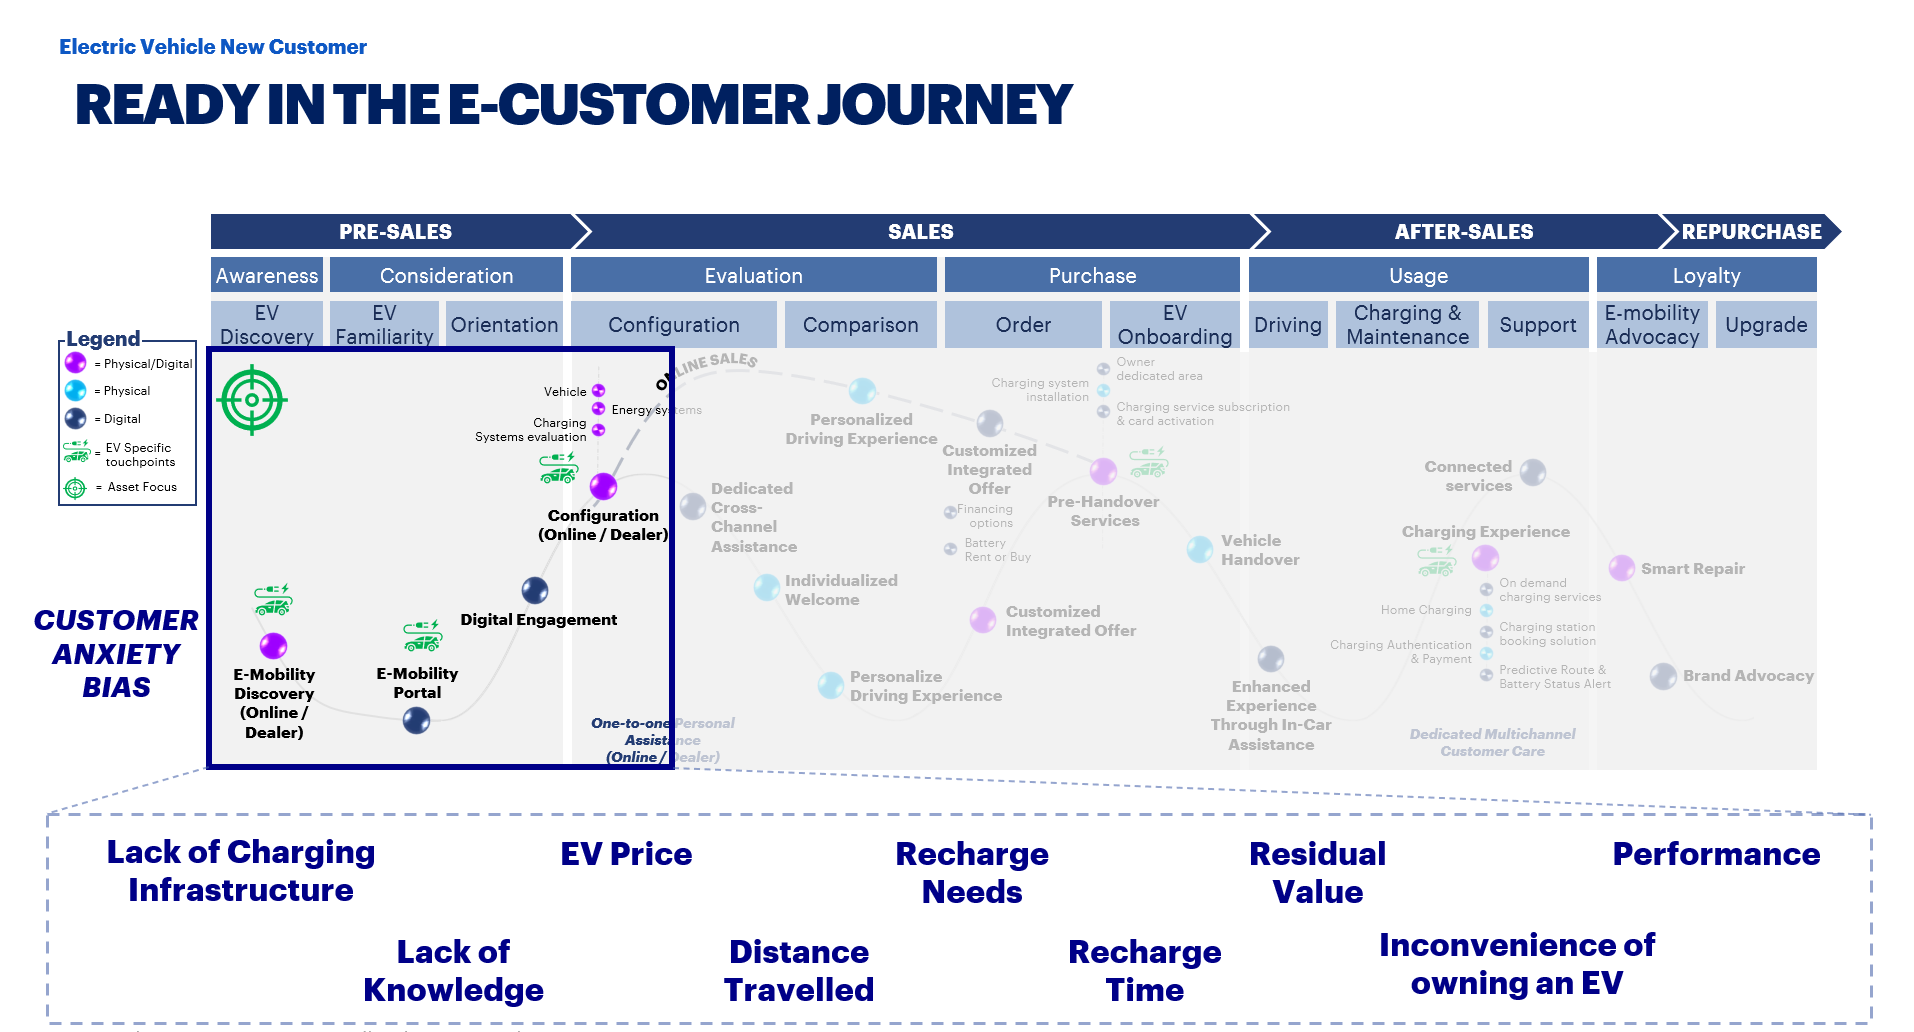 Electric Vehicle New Customer
READY IN THE E-CUSTOMER JOURNEY
PRE-SALES
SALES
AFTER-SALES
REPURCHASE
Awareness
Consideration
Evaluation
Purchase
Usage
Loyalty
EV
Discovery
EV
Familiarity
Orientation
Configuration
Comparison
Order
EV
Onboarding
Driving
Charging &
Maintenance
Support
E-mobility
Advocacy
Upgrade
Legend
= Physical/Digital
= Physical
= Digital
= EV Specific
touchpoints
= Asset Focus
CUSTOMER
ANXIETY
BIAS
E-Mobility
Discovery
(Online /
Dealer)
E-Mobility
Portal
Digital Engagement
Vehicle
Energy systems
Charging
Systems evaluation
Configuration
(Online / Dealer)
ONLINE SALES
Dedicated
Cross-
Channel
Assistance
Individualized
Welcome
Personalize
Driving Experience
One-to-one Personal
Assistance
(Online / Dealer)
Personalized
Driving Experience
Customized
Integrated
Offer
Financing
options
Battery
Rent or Buy
Customized
Integrated Offer
Owner
dedicated area
Charging system
installation
Charging service subscription
& card activation
Pre-Handover
Services
Vehicle
Handover
Enhanced
Experience
Through In-Car
Assistance
Connected
services
Charging Experience
On demand
charging services
Home Charging
Charging station
booking solution
Charging Authentication
& Payment
Predictive Route &
Battery Status Alert
Dedicated Multichannel
Customer Care
Smart Repair
Brand Advocacy
Lack of Charging
Infrastructure
EV Price
Recharge
Needs
Residual
Value
Performance
Lack of
Knowledge
Distance
Travelled
Recharge
Time
Inconvenience of
owning an EV